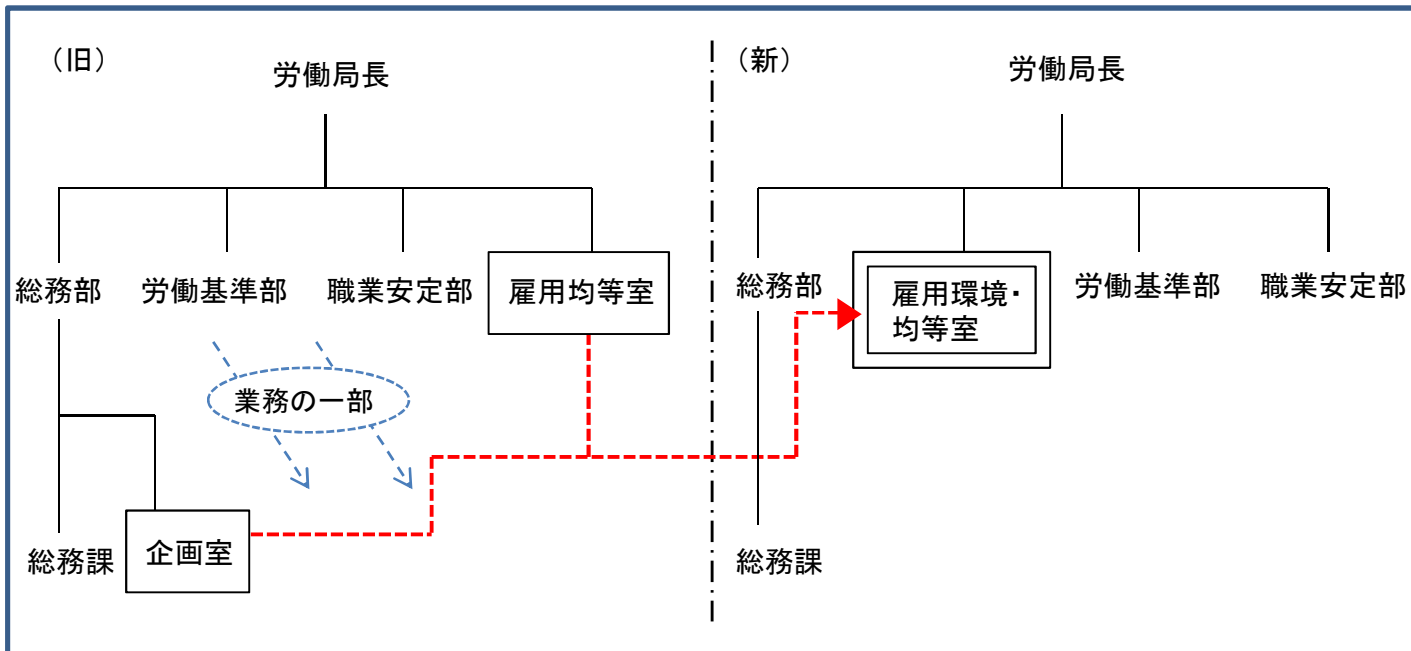 （旧）
労働局長
総務部
労働基準部
職業安定部
雇用均等室
業務の一部
総務課
企画室
（新）
労働局長
総務部
雇用環境・
均等室
労働基準部
職業安定部
総務課